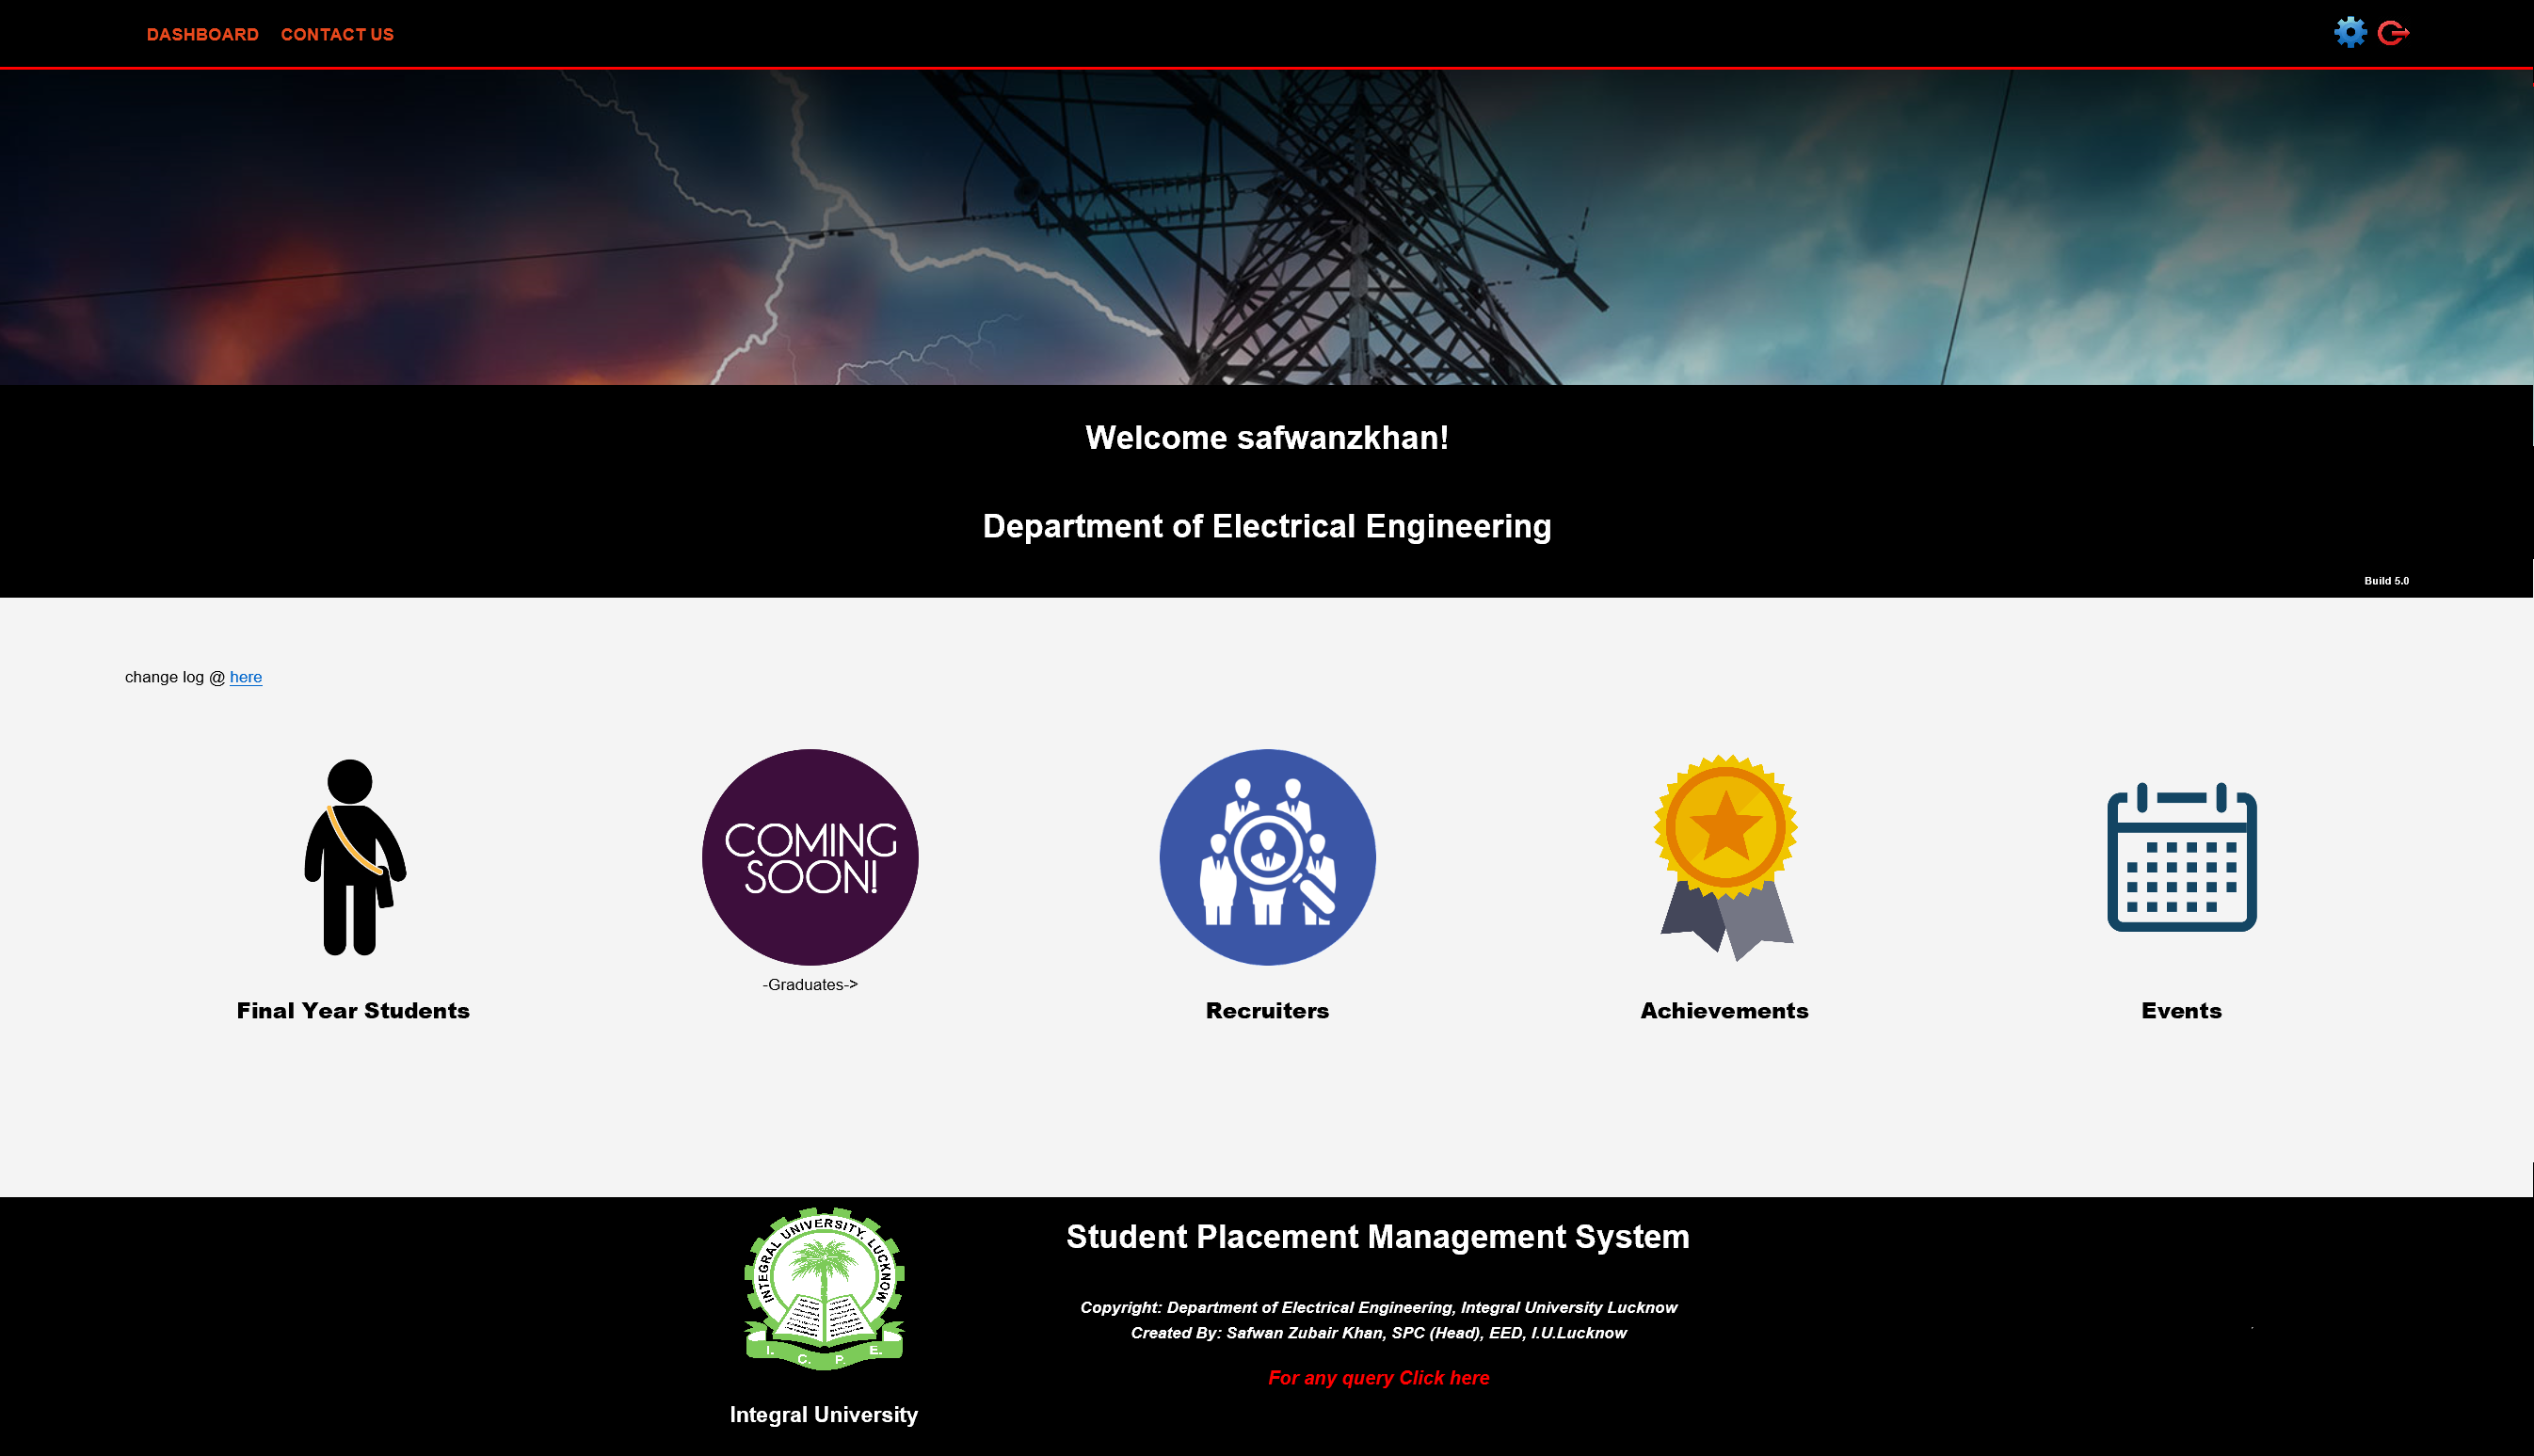 DASHBOARD CONTACT US
Welcome safwanzkhan!
Department of Electrical Engineering
Build 5.0
change log @ here
COMING
SOON!
-Graduates->
Final Year Students
Recruiters
Achievements
Events
INTEGRAL UNIVERSITY. LUCKNOW
I. C. P. E.
Integral University
Student Placement Management System
Copyright: Department of Electrical Engineering, Integral University Lucknow
Created By: Safwan Zubair Khan, SPC (Head), EED, I.U.Lucknow
For any query Click here